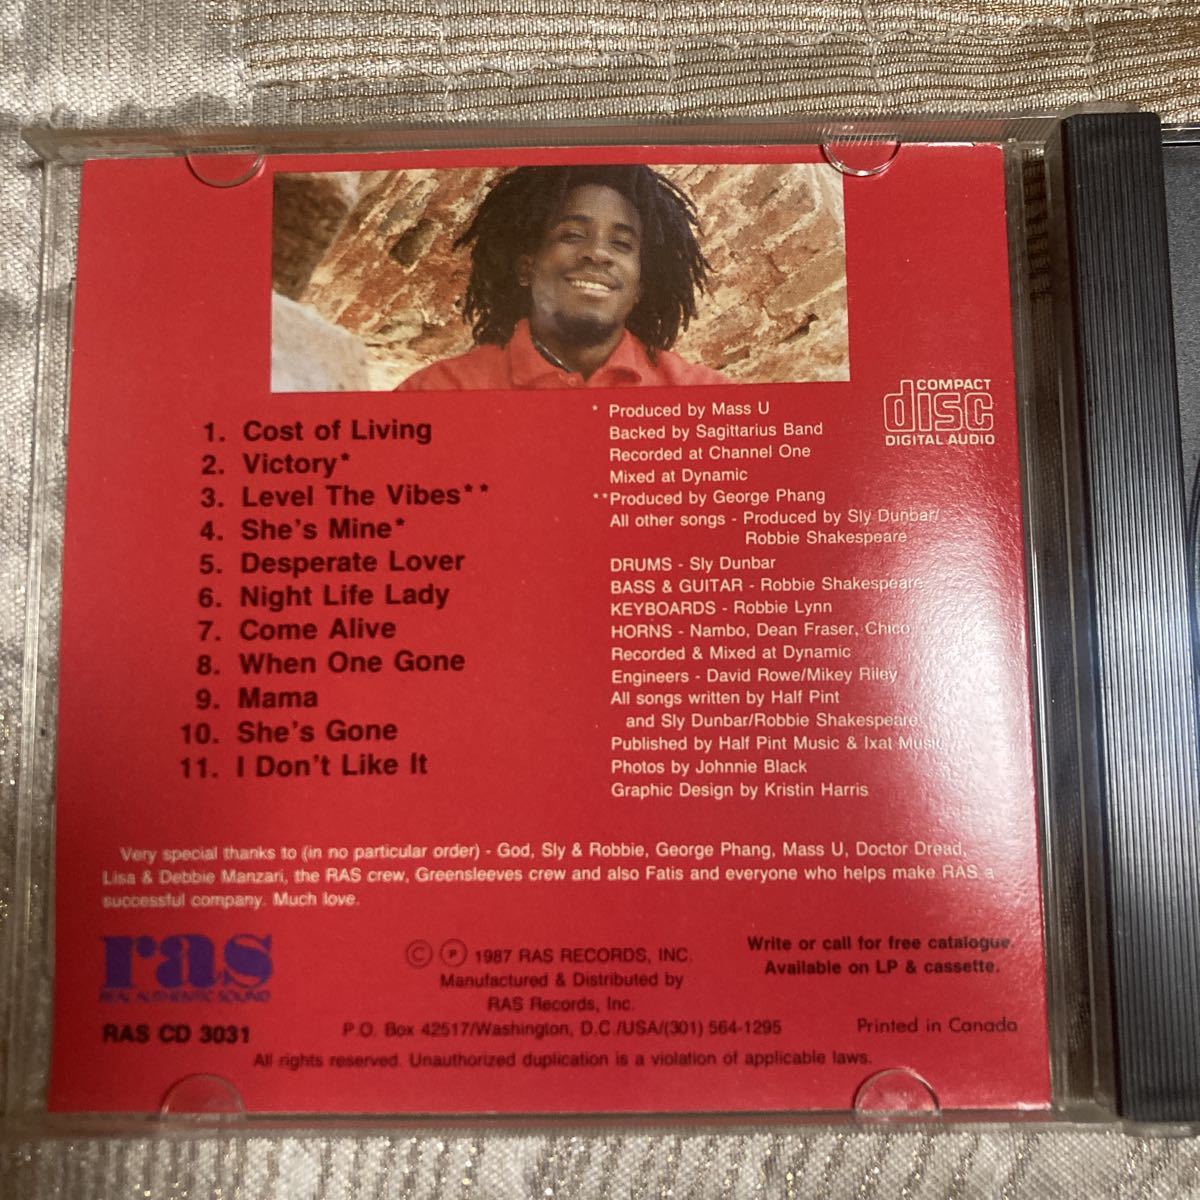 COMPACT
disc
DIGITAL AUDIO
1. Cost of Living
2. Victory*
3. Level The Vibes**
4. She's Mine*
5. Desperate Lover
6. Night Life Lady
7. Come Alive
8. When One Gone
9. Mama
10. She's Gone
11. I Don't Like It
* Produced by Mass U
Backed by Sagittarius Band
Recorded at Channel One
Mixed at Dynamic
**Produced by George Phang
All other songs - Produced by Sly Dunbar/
Robbie Shakespeare
DRUMS - Sly Dunbar
BASS & GUITAR - Robbie Shakespeare
KEYBOARDS - Robbie Lynn
HORNS - Nambo, Dean Fraser, Chico
Recorded & Mixed at Dynamic
Engineers - David Rowe/Mikey Riley
All songs written by Half Pint
and Sly Dunbar/Robbie Shakespeare
Published by Half Pint Music & Ixat Music
Photos by Johnnie Black
Graphic Design by Kristin Harris
Very special thanks to (in no particular order) - God, Sly & Robbie, George Phang, Mass U, Doctor Dread,
Lisa & Debbie Manzari, the RAS crew, Greensleeves crew and also Fatis and everyone who helps make RAS a
successful company. Much love.
ras
REAL AUTHENTIC SOUND
RAS CD 3031
© ℗ 1987 RAS RECORDS, INC.
Manufactured & Distributed by
RAS Records, Inc.
P.O. Box 42517/Washington, D.C./USA/(301) 564-1295
Write or call for free catalogue.
Available on LP & cassette.
Printed in Canada
All rights reserved. Unauthorized duplication is a violation of applicable laws.